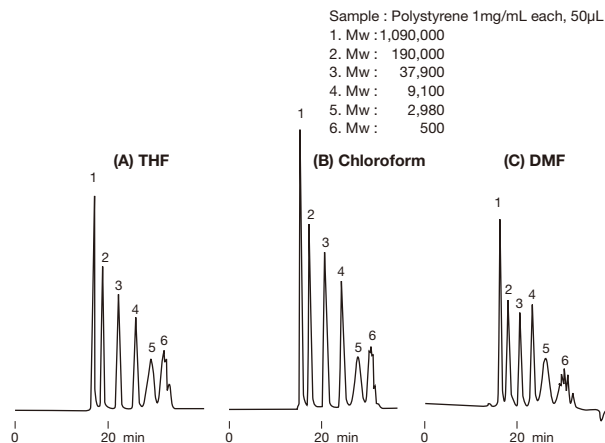 Sample : Polystyrene 1mg/mL each, 50µL
1. Mw : 1,090,000
2. Mw : 190,000
3. Mw : 37,900
4. Mw : 9,100
5. Mw : 2,980
6. Mw : 500
(A) THF
1
2
3
4
5
6
0
20 min
(B) Chloroform
1
2
3
4
5
6
0
20 min
(C) DMF
1
2
3
4
5
6
0
20 min